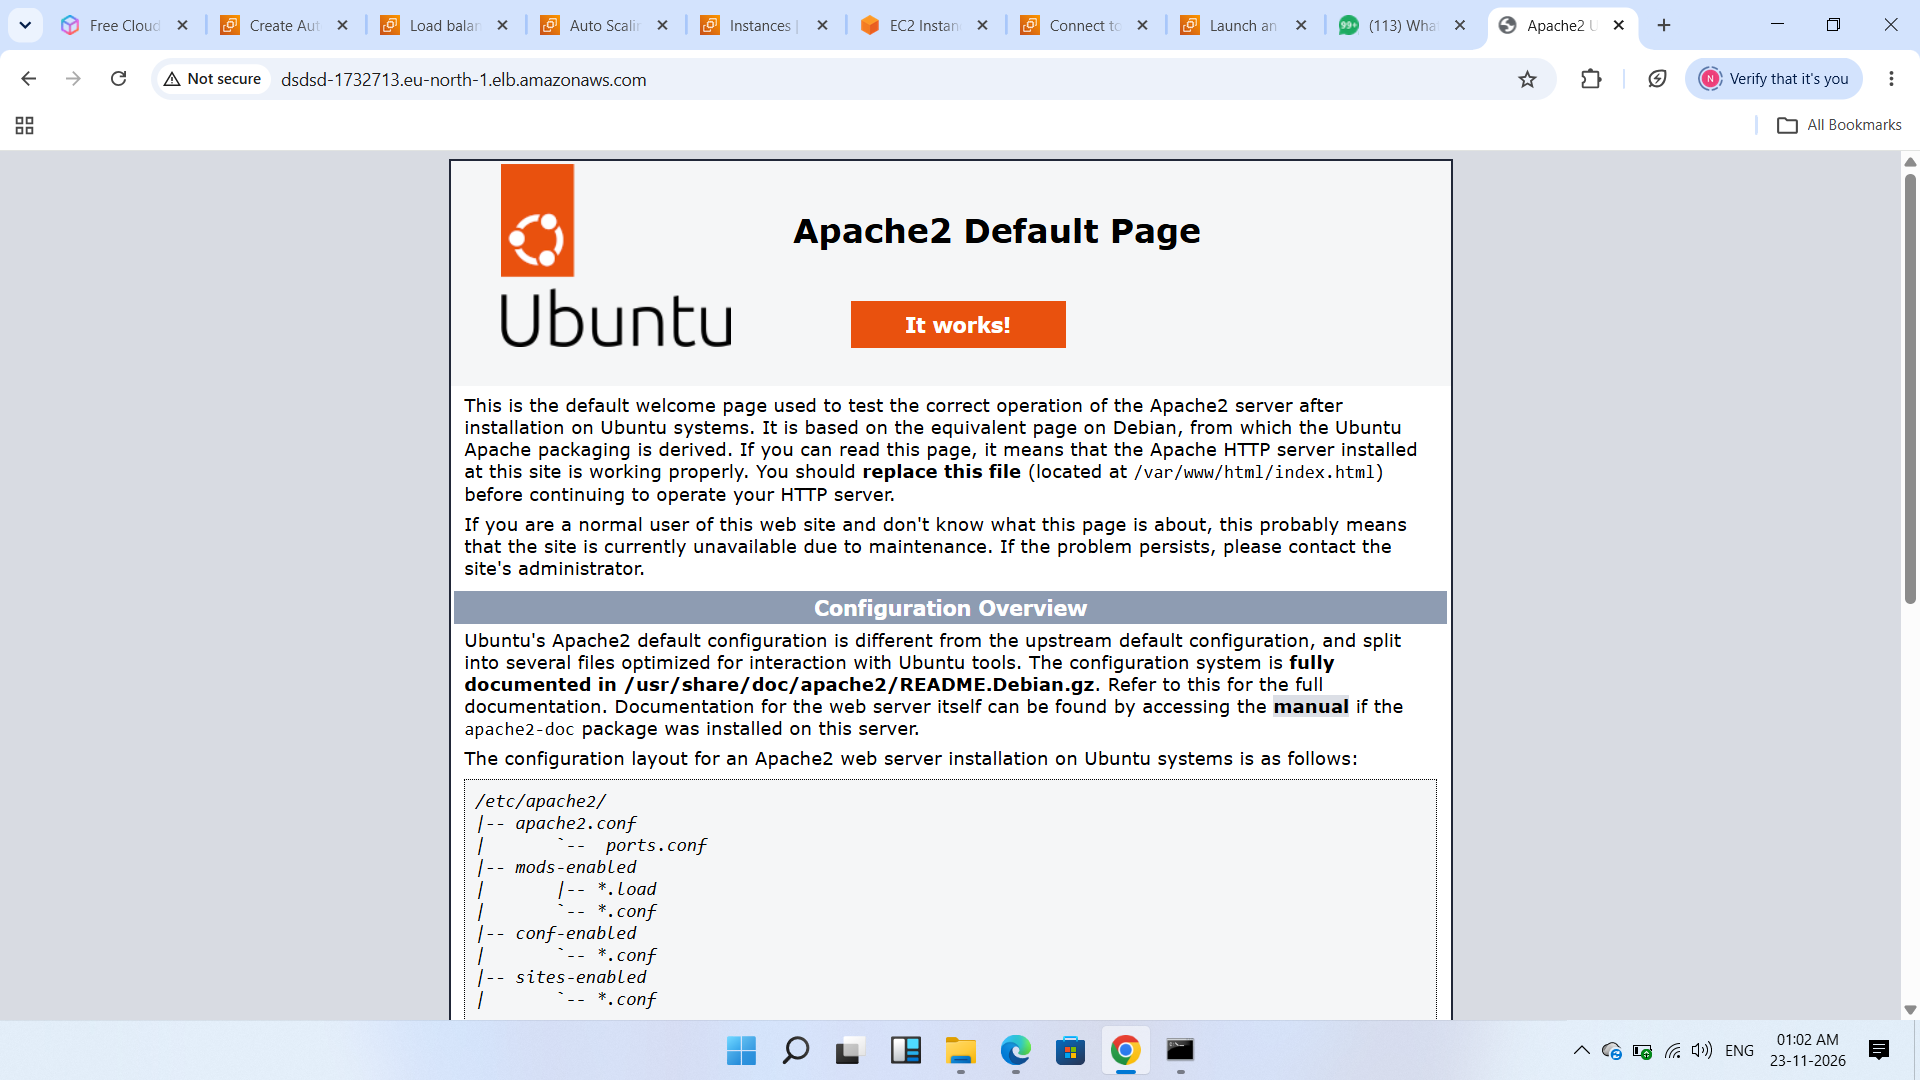 Free Cloud
Create Aut
Load balan
Auto Scalin
Instances |
EC2 Instan
Connect to
Launch an
99+
(113) What
Apache2 U
Not secure
dsdsd-1732713.eu-north-1.elb.amazonaws.com
N
Verify that it's you
All Bookmarks
Ubuntu
Apache2 Default Page
It works!
This is the default welcome page used to test the correct operation of the Apache2 server after
installation on Ubuntu systems. It is based on the equivalent page on Debian, from which the Ubuntu
Apache packaging is derived. If you can read this page, it means that the Apache HTTP server installed
at this site is working properly. You should replace this file (located at /var/www/html/index.html)
before continuing to operate your HTTP server.
If you are a normal user of this web site and don't know what this page is about, this probably means
that the site is currently unavailable due to maintenance. If the problem persists, please contact the
site's administrator.
Configuration Overview
Ubuntu's Apache2 default configuration is different from the upstream default configuration, and split
into several files optimized for interaction with Ubuntu tools. The configuration system is fully
documented in /usr/share/doc/apache2/README.Debian.gz. Refer to this for the full
documentation. Documentation for the web server itself can be found by accessing the manual if the
apache2-doc package was installed on this server.
The configuration layout for an Apache2 web server installation on Ubuntu systems is as follows:
/etc/apache2/
|-- apache2.conf
|       `--  ports.conf
|-- mods-enabled
|       |-- *.load
|       `-- *.conf
|-- conf-enabled
|       `-- *.conf
|-- sites-enabled
|       `-- *.conf
ENG
01:02 AM
23-11-2026